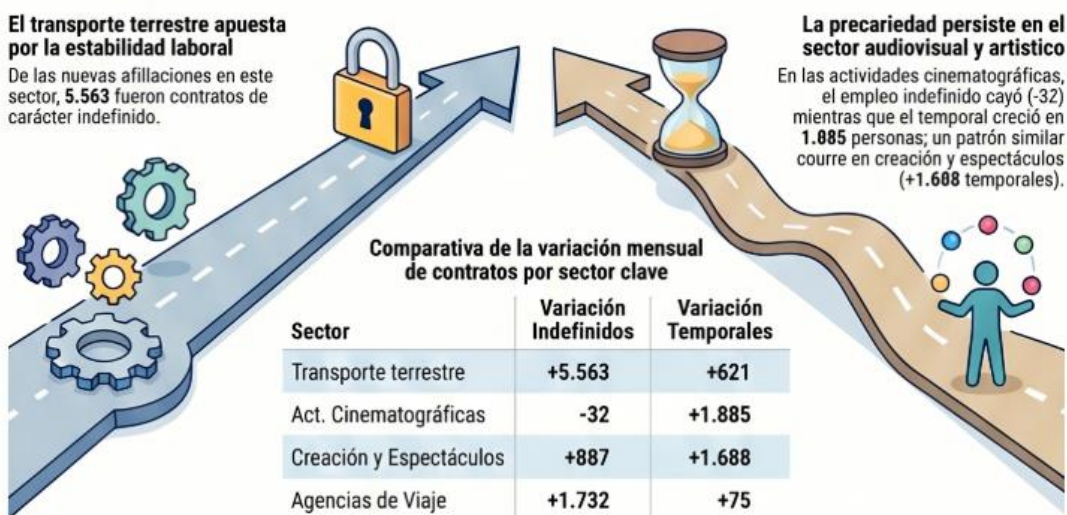 El transporte terrestre apuesta
por la estabilidad laboral
De las nuevas afillaciones en este
sector, 5.563 fueron contratos de
carácter indefinido.
La precariedad persiste en el
sector audiovisual y artistico
En las actividades cinematográficas,
el empleo indefinido cayó (-32)
mientras que el temporal creció en
1.885 personas; un patrón similar
courre en creación y espectáculos
(+1.608 temporales).
Comparativa de la variación mensual
de contratos por sector clave
Sector Variación Indefinidos Variación Temporales
Transporte terrestre +5.563 +621
Act. Cinematográficas -32 +1.885
Creación y Espectáculos +887 +1.688
Agencias de Viaje +1.732 +75